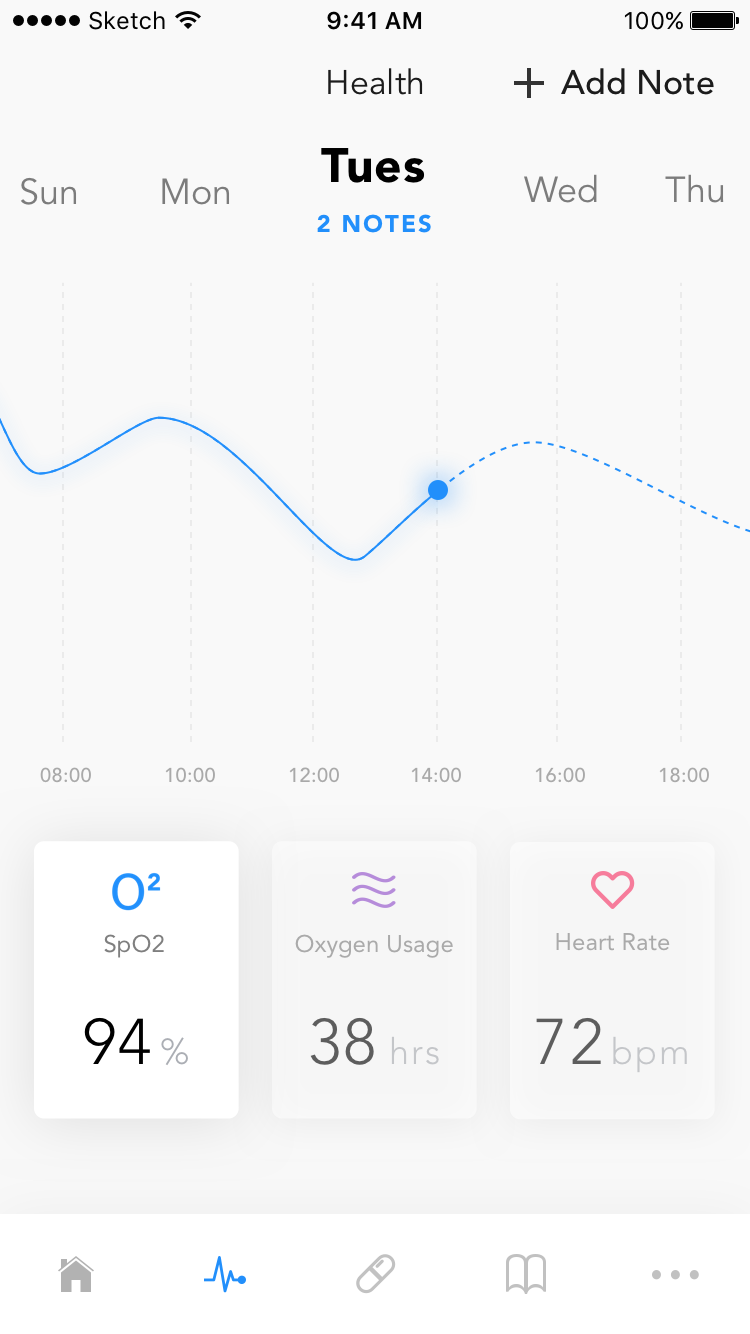 Sketch 9:41 AM 100%
Health + Add Note
Sun Mon Tues Wed Thu
2 NOTES
08:00 10:00 12:00 14:00 16:00 18:00
O²
SpO2 Oxygen Usage Heart Rate
94 % 38 hrs 72 bpm